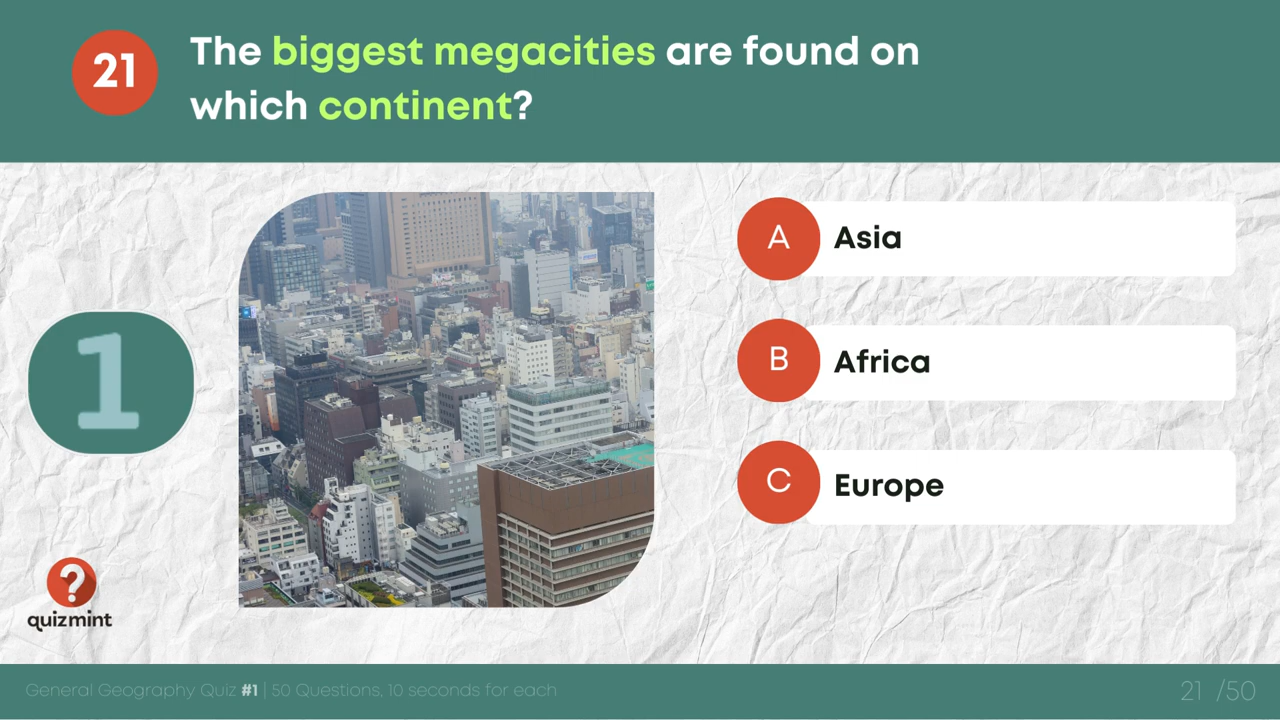 21
The biggest megacities are found on
which continent?
1
A
Asia
B
Africa
C
Europe
?
quizmint
General Geography Quiz #1 | 50 Questions, 10 seconds for each
21 /50